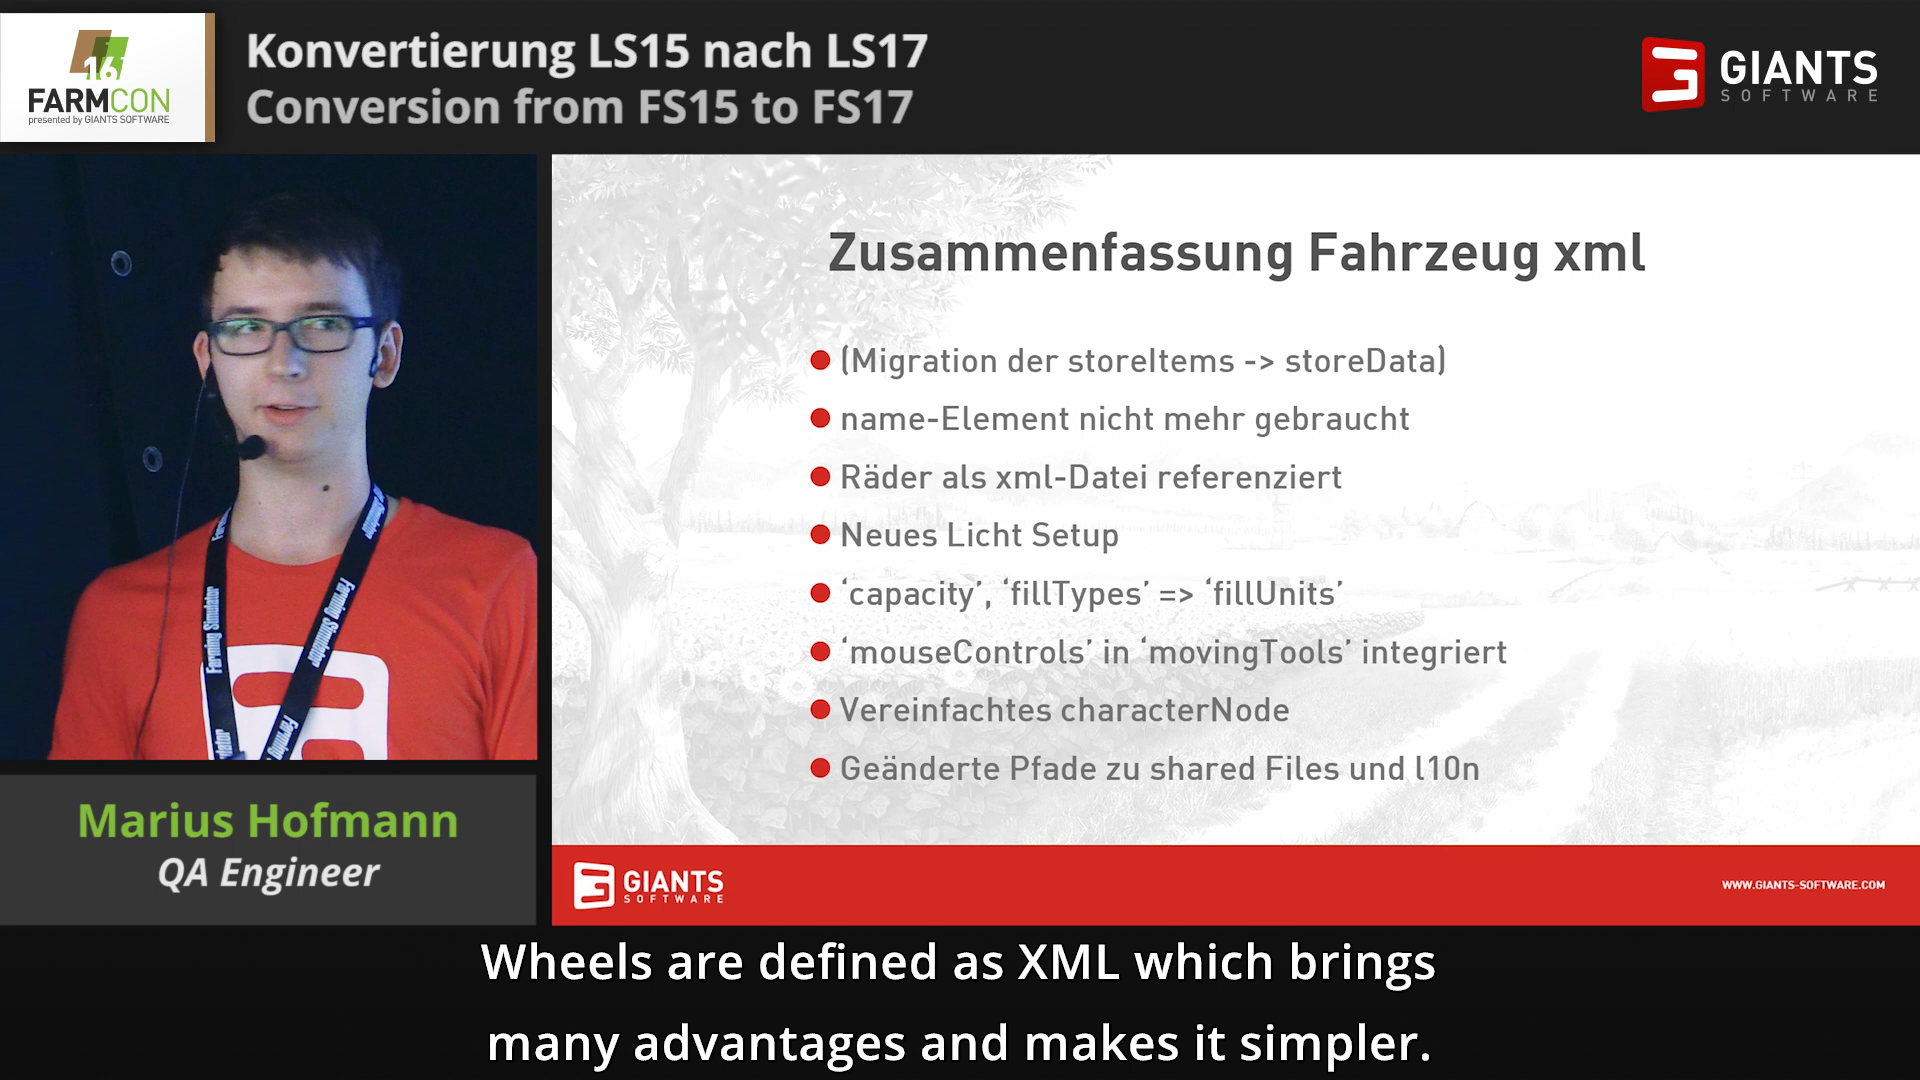 16
FARMCON
presented by GIANTS SOFTWARE
Konvertierung LS15 nach LS17
Conversion from FS15 to FS17
GIANTS
SOFTWARE
Zusammenfassung Fahrzeug xml
(Migration der storeItems -> storeData)
name-Element nicht mehr gebraucht
Räder als xml-Datei referenziert
Neues Licht Setup
‘capacity’, ‘fillTypes’ => ‘fillUnits’
‘mouseControls’ in ‘movingTools’ integriert
Vereinfachtes characterNode
Geänderte Pfade zu shared Files und l10n
Farming Simulator
Farming Simulator
Marius Hofmann
QA Engineer
GIANTS
SOFTWARE
WWW.GIANTS-SOFTWARE.COM
Wheels are defined as XML which brings
many advantages and makes it simpler.